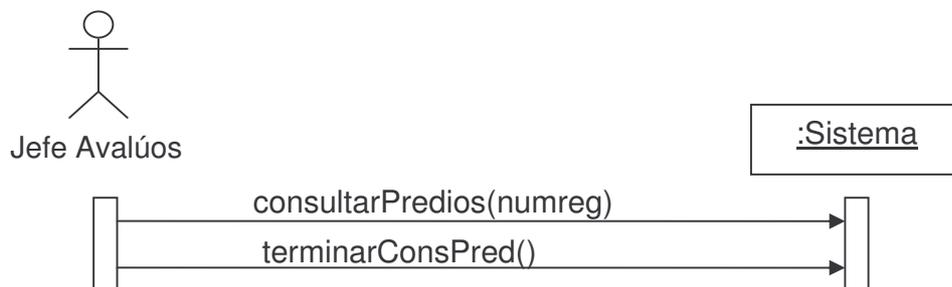 Jefe Avalúos
:Sistema
consultarPredios(numreg)
terminarConsPred()